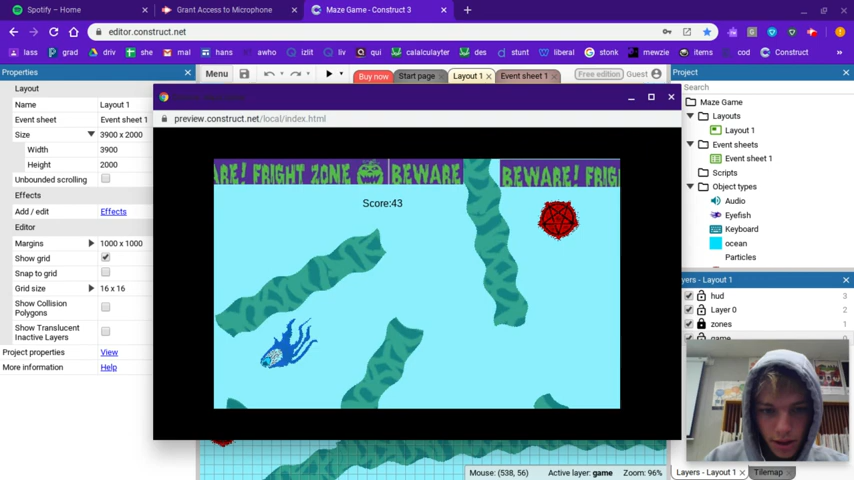 Spotify – Home
Grant Access to Microphone
Maze Game - Construct 3
editor.construct.net
lass
grad
driv
she
mal
hans
awho
izlit
liv
qui
calalculayter
des
stunt
liberal
stonk
mewzie
items
cod
Construct
Properties
Menu
Buy now
Start page
Layout 1
Event sheet 1
Free edition
Guest
Project
Layout
Name
Layout 1
Event sheet
Event sheet 1
Size
3900 x 2000
Width
3900
Height
2000
Unbounded scrolling
Effects
Add / edit
Effects
Editor
Margins
1000 x 1000
Show grid
Snap to grid
Grid size
16 x 16
Show Collision
Polygons
Show Translucent
Inactive Layers
Project properties
View
More information
Help
preview.construct.net/local/index.html
ARE! FRIGHT ZONE
BEWARE
BEWARE! FRIG
Score:43
Search
Maze Game
Layouts
Layout 1
Event sheets
Event sheet 1
Scripts
Object types
Audio
Eyefish
Keyboard
ocean
Particles
ayers - Layout 1
hud
3
Layer 0
2
zones
1
game
0
Mouse: (538, 56)
Active layer: game
Zoom: 96%
Layers - Layout 1
Tilemap